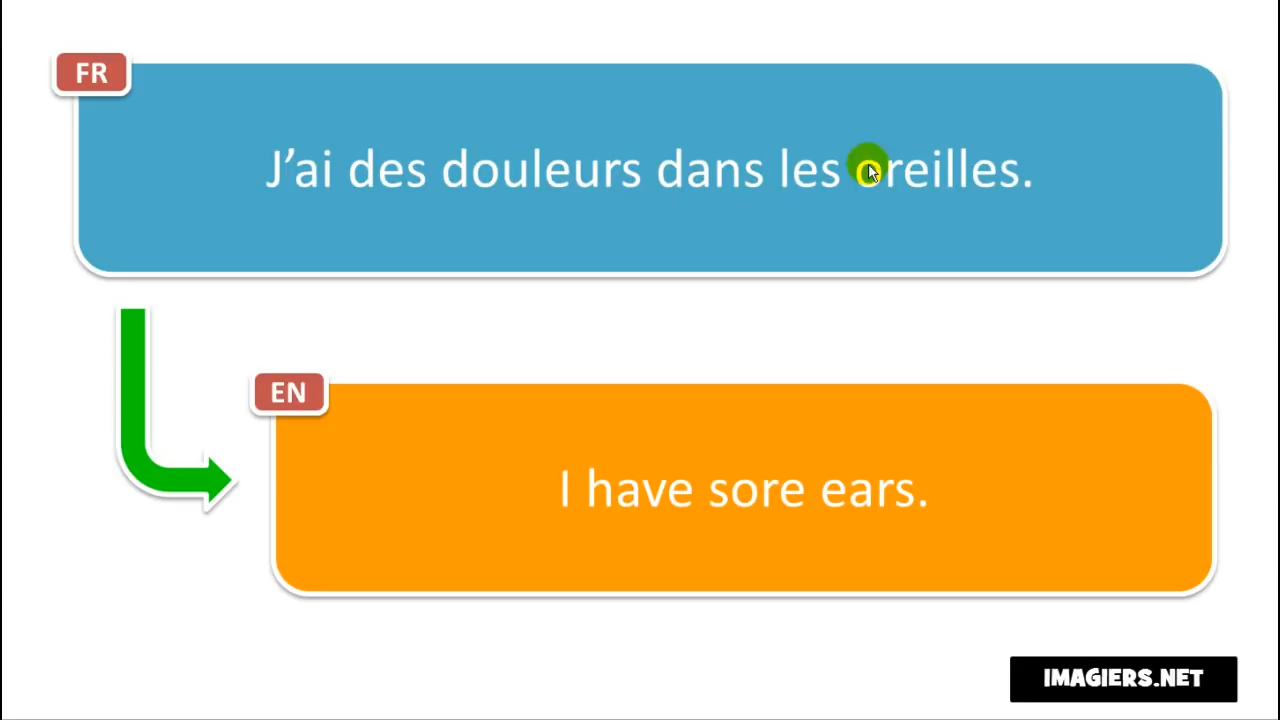 FR
J’ai des douleurs dans les oreilles.
EN
I have sore ears.
IMAGIERS.NET